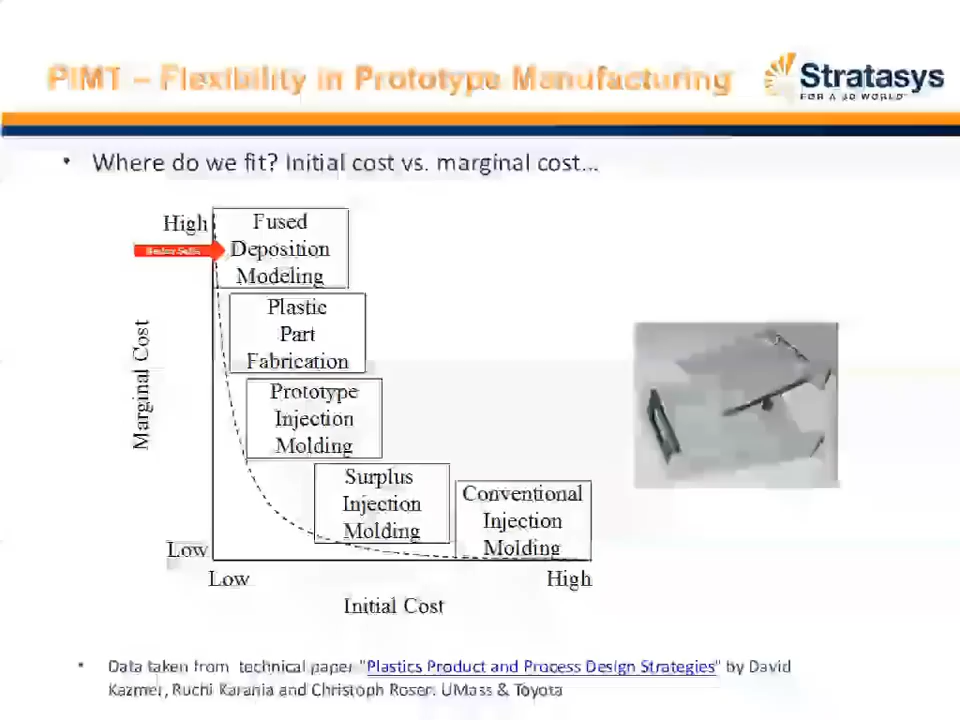 PIMT – Flexibility in Prototype Manufacturing
Stratasys
FOR A 3D WORLD
• Where do we fit? Initial cost vs. marginal cost...
High
Fused
Deposition
Modeling
Plastic
Part
Fabrication
Prototype
Injection
Molding
Surplus
Injection
Molding
Conventional
Injection
Molding
Marginal Cost
Low
Low
High
Initial Cost
• Data taken from technical paper "Plastics Product and Process Design Strategies" by David
Kazmer, Ruchi Karania and Christoph Roser. UMass & Toyota